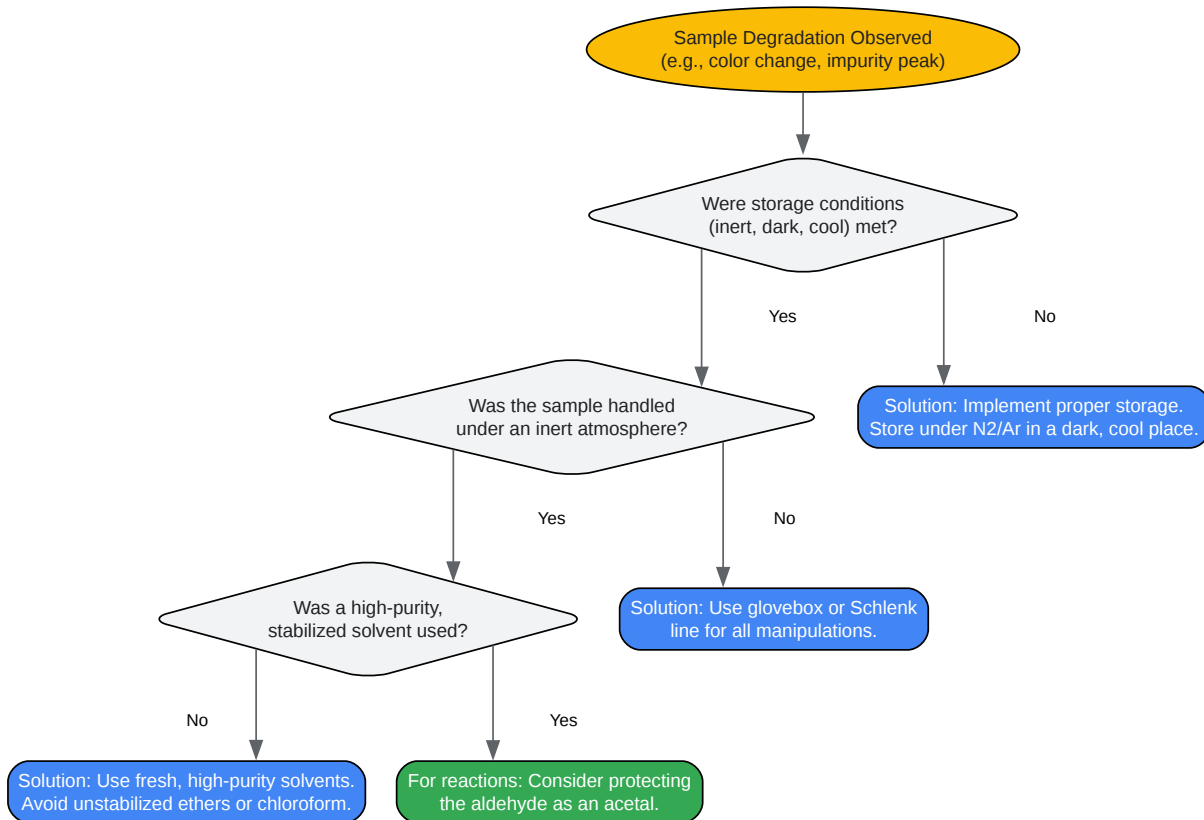 Sample Degradation Observed
(e.g., color change, impurity peak)
Were storage conditions
(inert, dark, cool) met?
Yes
No
Was the sample handled
under an inert atmosphere?
Solution: Implement proper storage.
Store under N2/Ar in a dark, cool place.
Yes
No
Was a high-purity,
stabilized solvent used?
Solution: Use glovebox or Schlenk
line for all manipulations.
No
Yes
Solution: Use fresh, high-purity solvents.
Avoid unstabilized ethers or chloroform.
For reactions: Consider protecting
the aldehyde as an acetal.